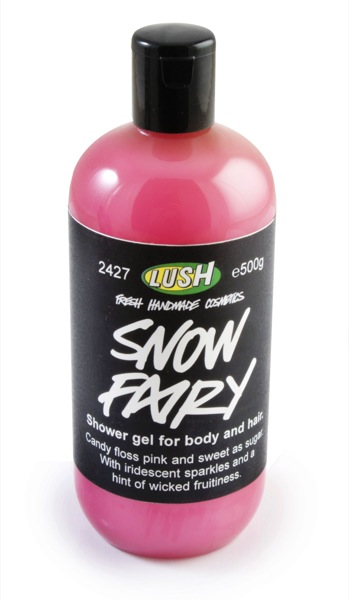 2427 LUSH e500g
FRESH HANDMADE COSMETICS
SNOW
FAIRY
Shower gel for body and hair.
Candy floss pink and sweet as sugar.
With iridescent sparkles and a
hint of wicked fruitiness.